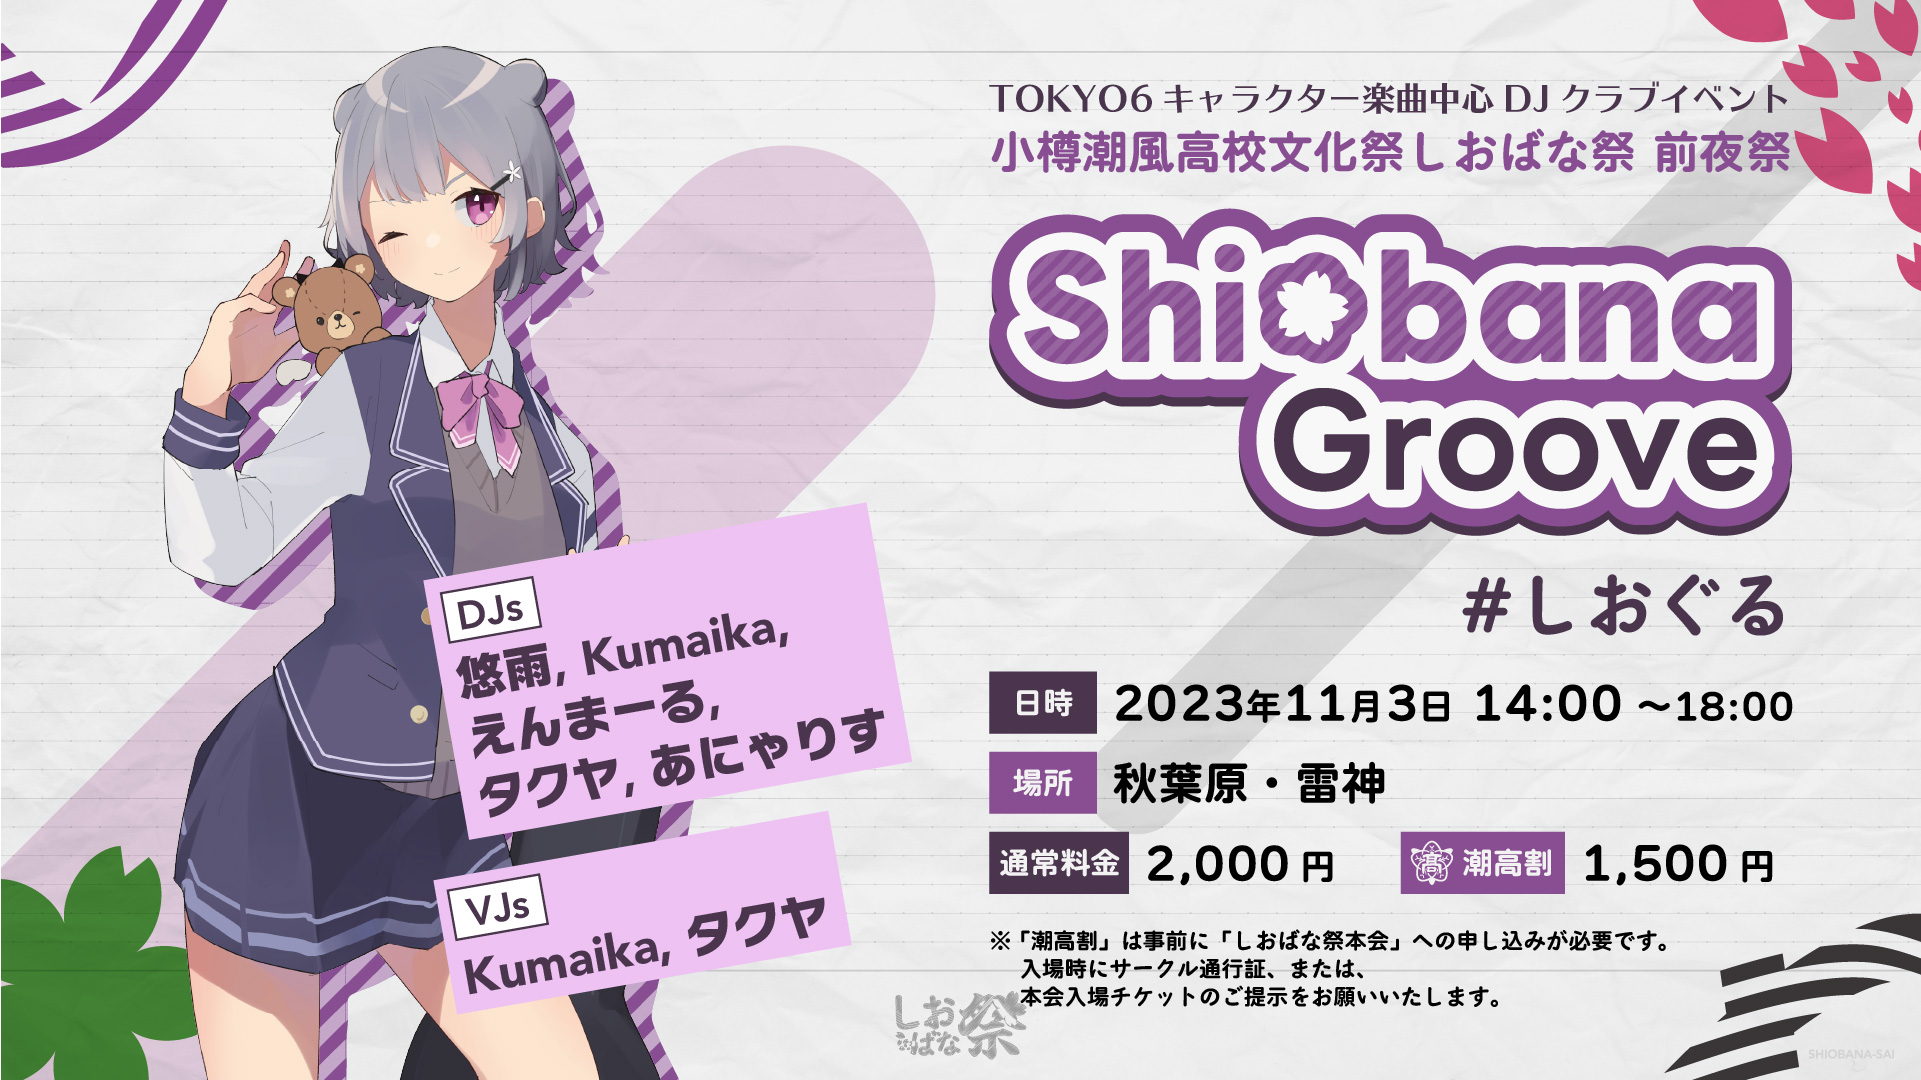 TOKYO6 キャラクター楽曲中心 DJ クラブイベント
小樽潮風高校文化祭しおばな祭 前夜祭
Shiobana
Groove
#しおぐる
DJs
悠雨, Kumaika,
えんまーる,
タクヤ, あにゃりす
VJs
Kumaika, タクヤ
日時 2023年11月3日 14:00 ～18:00
場所 秋葉原・雷神
通常料金 2,000 円 高 潮高割 1,500 円
※「潮高割」は事前に「しおばな祭本会」への申し込みが必要です。
入場時にサークル通行証、または、
本会入場チケットのご提示をお願いいたします。
しおばな祭
SHIOBANA-SAI